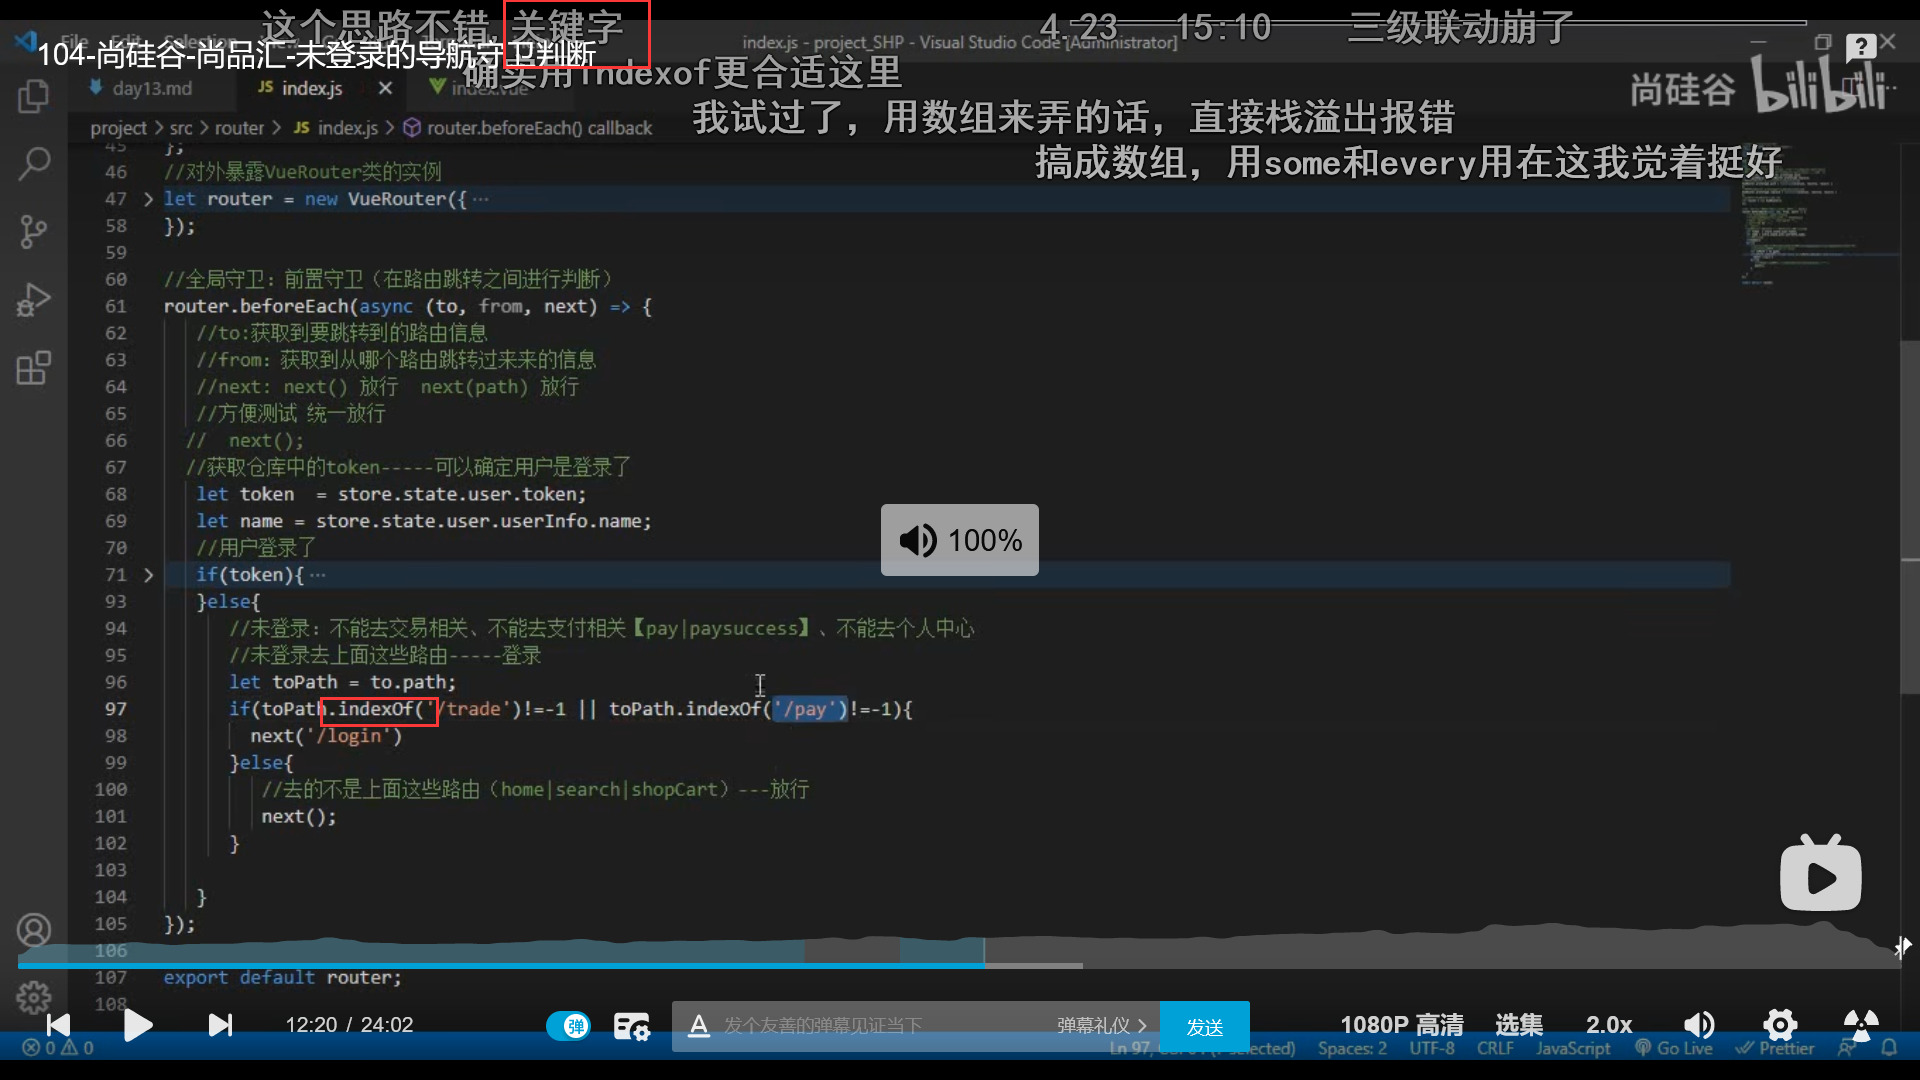 这个思路不错，关键字
4.23 15:10 三级联动崩了
File Edit Selection
index.js - project_SHP - Visual Studio Code [Administrator]
104-尚硅谷-尚品汇-未登录的导航守卫判断
确实用indexof更合适这里
day13.md
JS index.js
index.vue
尚硅谷 bilibili
我试过了，用数组来弄的话，直接栈溢出报错
project > src > router > JS index.js > router.beforeEach() callback
搞成数组，用some和every用在这我觉着挺好
45 };
46 //对外暴露VueRouter类的实例
47 let router = new VueRouter({ ···
58 });
59
60 //全局守卫：前置守卫（在路由跳转之间进行判断）
61 router.beforeEach(async (to, from, next) => {
62 //to:获取到要跳转到的路由信息
63 //from：获取到从哪个路由跳转过来来的信息
64 //next：next() 放行 next(path) 放行
65 //方便测试 统一放行
66 // next();
67 //获取仓库中的token-----可以确定用户是登录了
68 let token = store.state.user.token;
69 let name = store.state.user.userInfo.name;
70 //用户登录了
71 if(token){ ···
93 }else{
94 //未登录：不能去交易相关、不能去支付相关【pay|paysuccess】、不能去个人中心
95 //未登录去上面这些路由-----登录
96 let toPath = to.path;
97 if(toPath.indexOf('/trade')!=-1 || toPath.indexOf('/pay')!=-1){
98 next('/login')
99 }else{
100 //去的不是上面这些路由（home|search|shopCart）---放行
101 next();
102 }
103
104 }
105 });
106
107 export default router;
108
100%
12:20 / 24:02
弹
发个友善的弹幕见证当下
弹幕礼仪 >
发送
1080P 高清
选集
2.0x
0 0
Ln 97,
Spaces: 2
UTF-8
CRLF
JavaScript
Go Live
Prettier